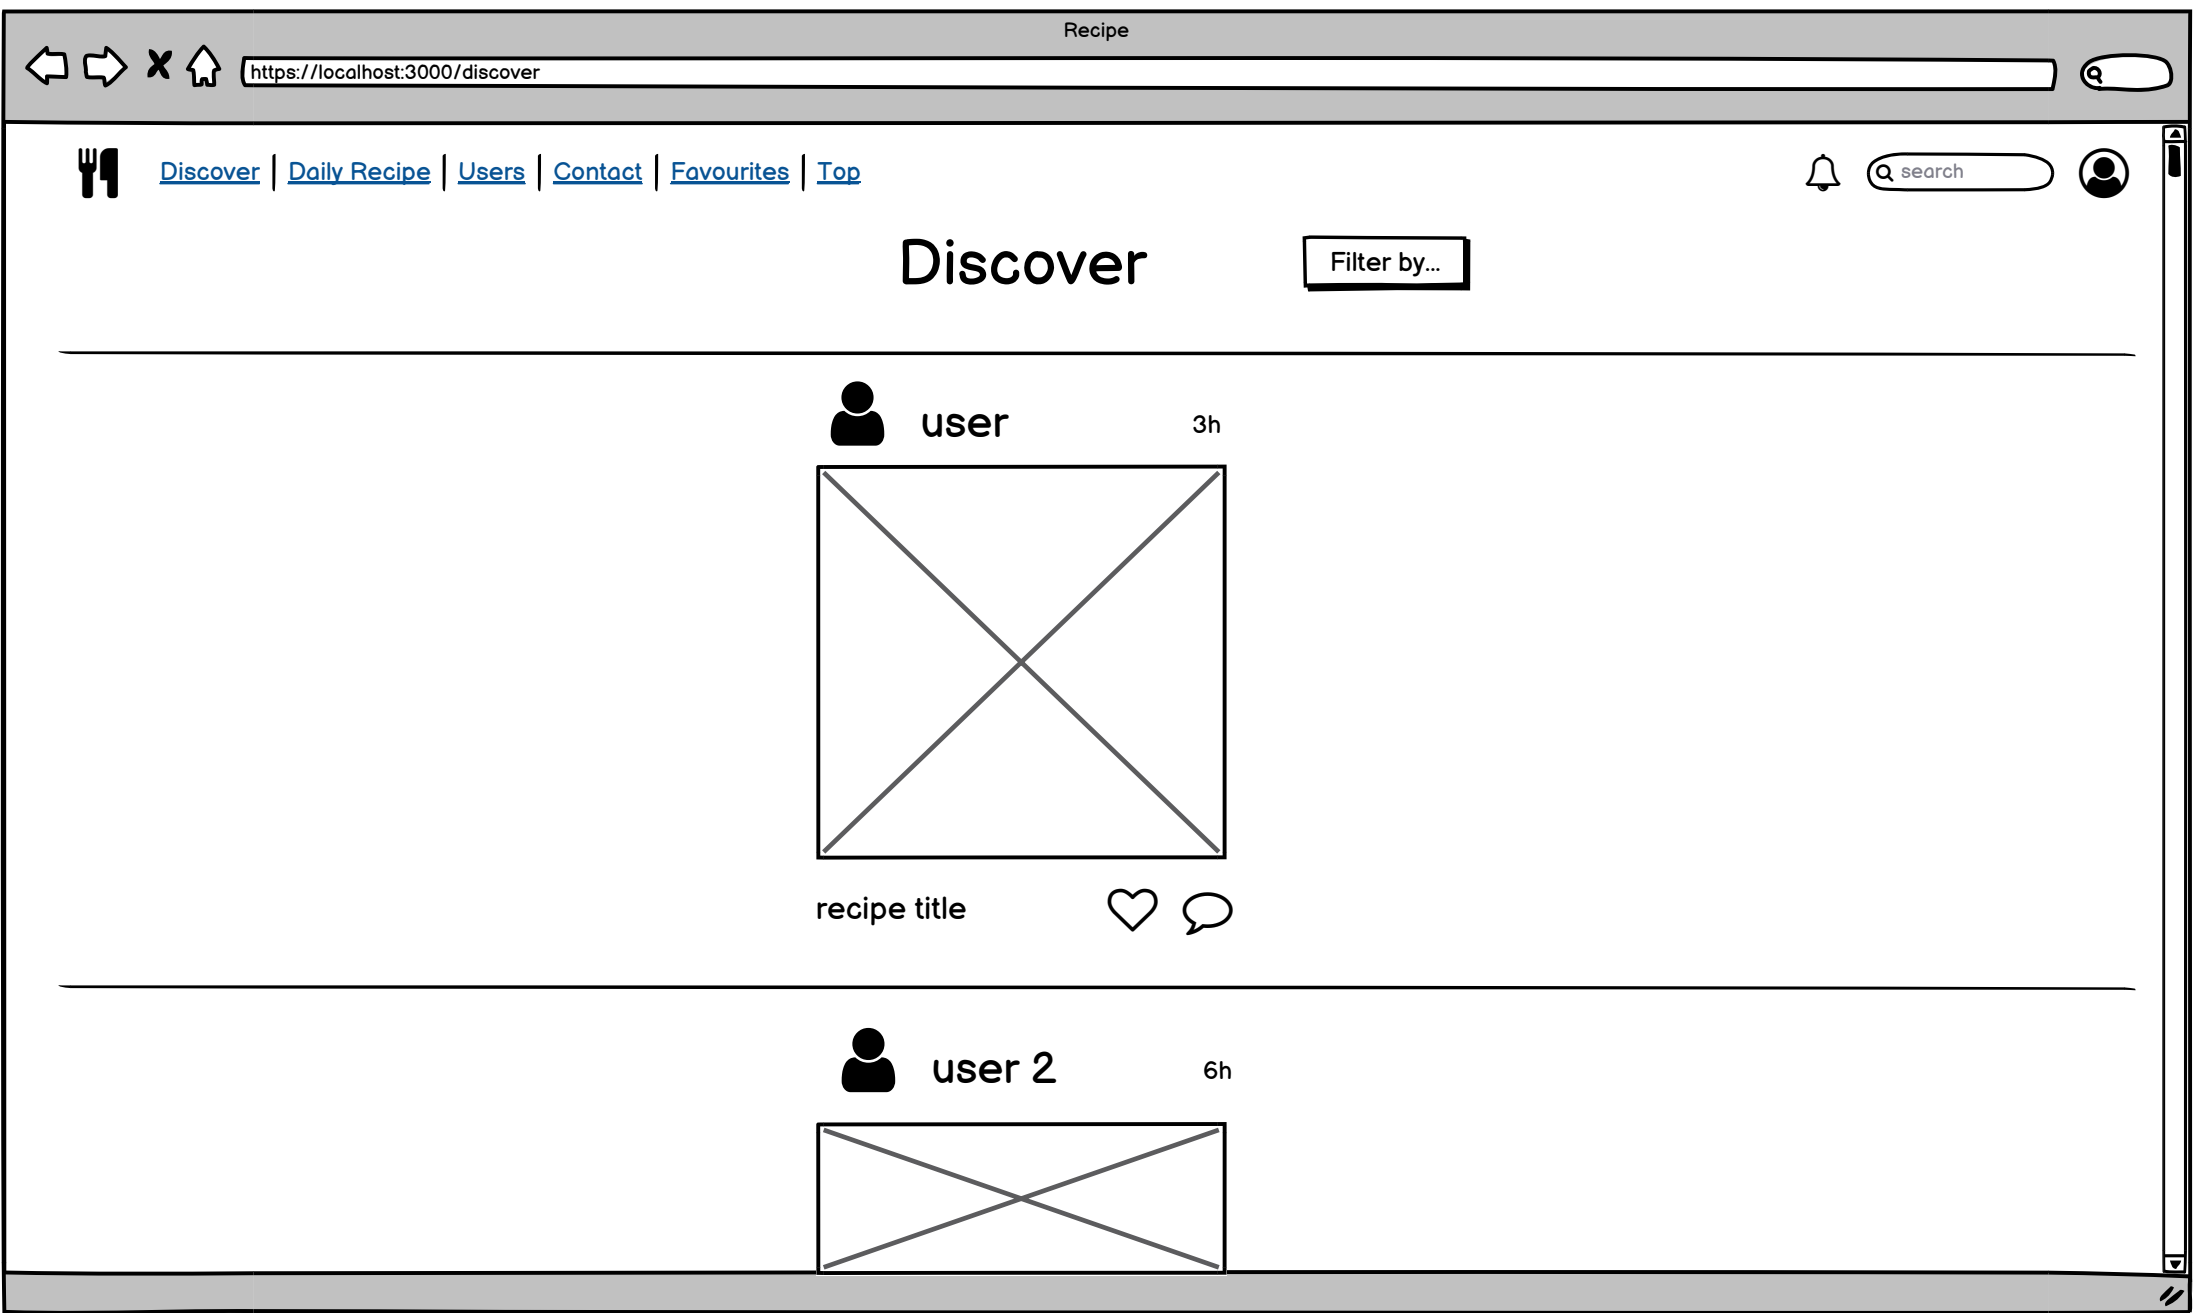 Recipe
https://localhost:3000/discover
Discover | Daily Recipe | Users | Contact | Favourites | Top
search
Discover
Filter by...
user
3h
recipe title
user 2
6h